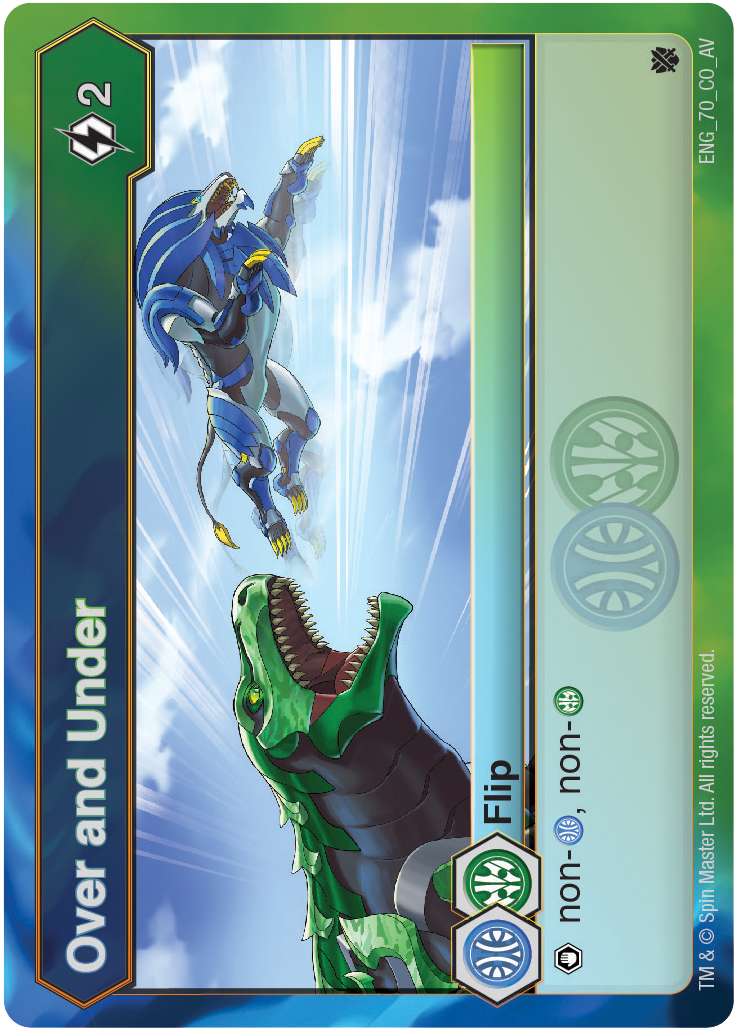 Over and Under
2
Flip
non- , non-
TM & © Spin Master Ltd. All rights reserved.
ENG_70_CO_AV